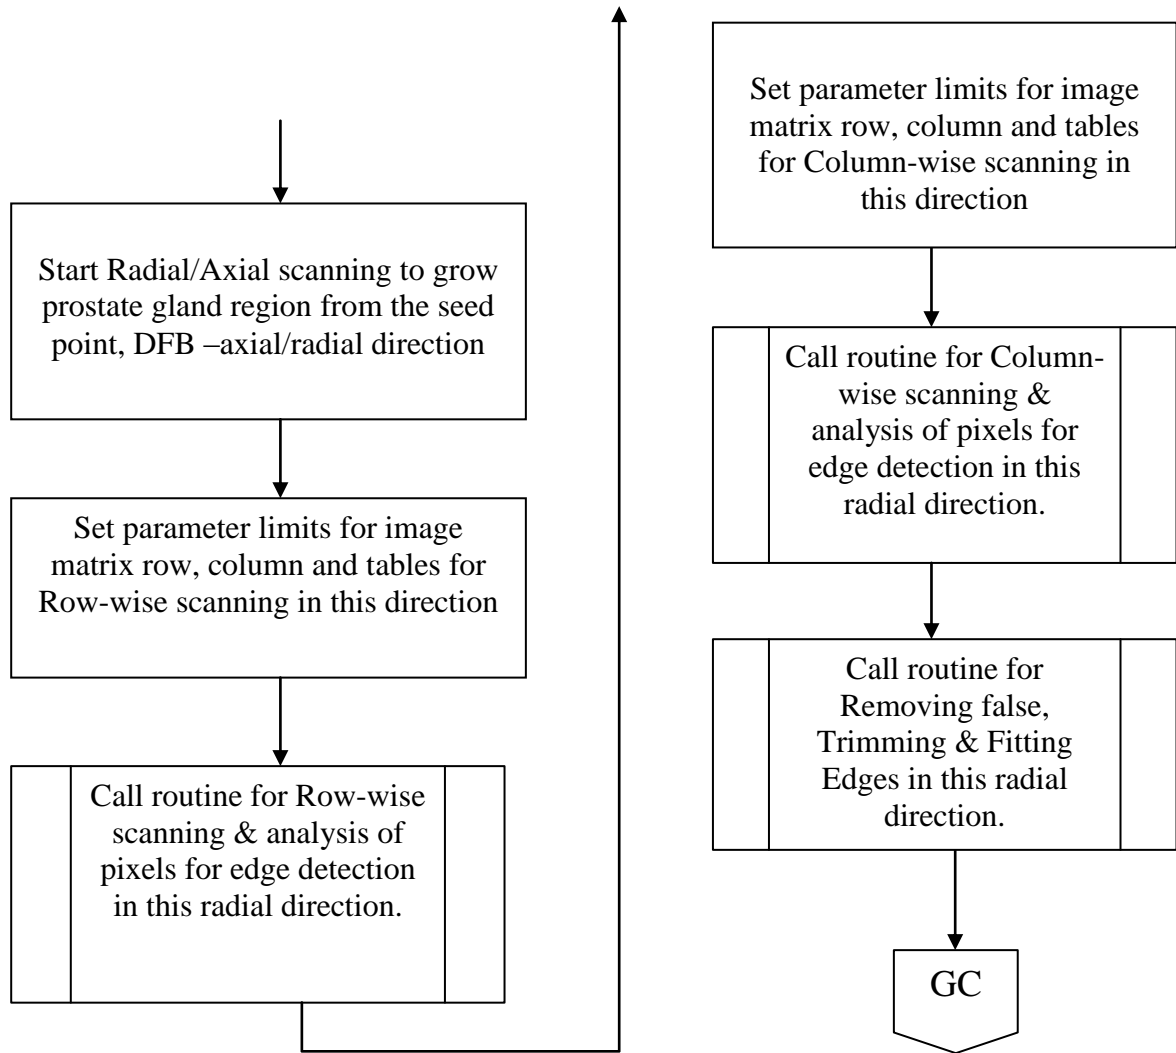 Start Radial/Axial scanning to grow
prostate gland region from the seed
point, DFB –axial/radial direction
Set parameter limits for image
matrix row, column and tables for
Row-wise scanning in this direction
Call routine for Row-wise
scanning & analysis of
pixels for edge detection
in this radial direction.
Set parameter limits for image
matrix row, column and tables
for Column-wise scanning in
this direction
Call routine for Column-
wise scanning &
analysis of pixels for
edge detection in this
radial direction.
Call routine for
Removing false,
Trimming & Fitting
Edges in this radial
direction.
GC